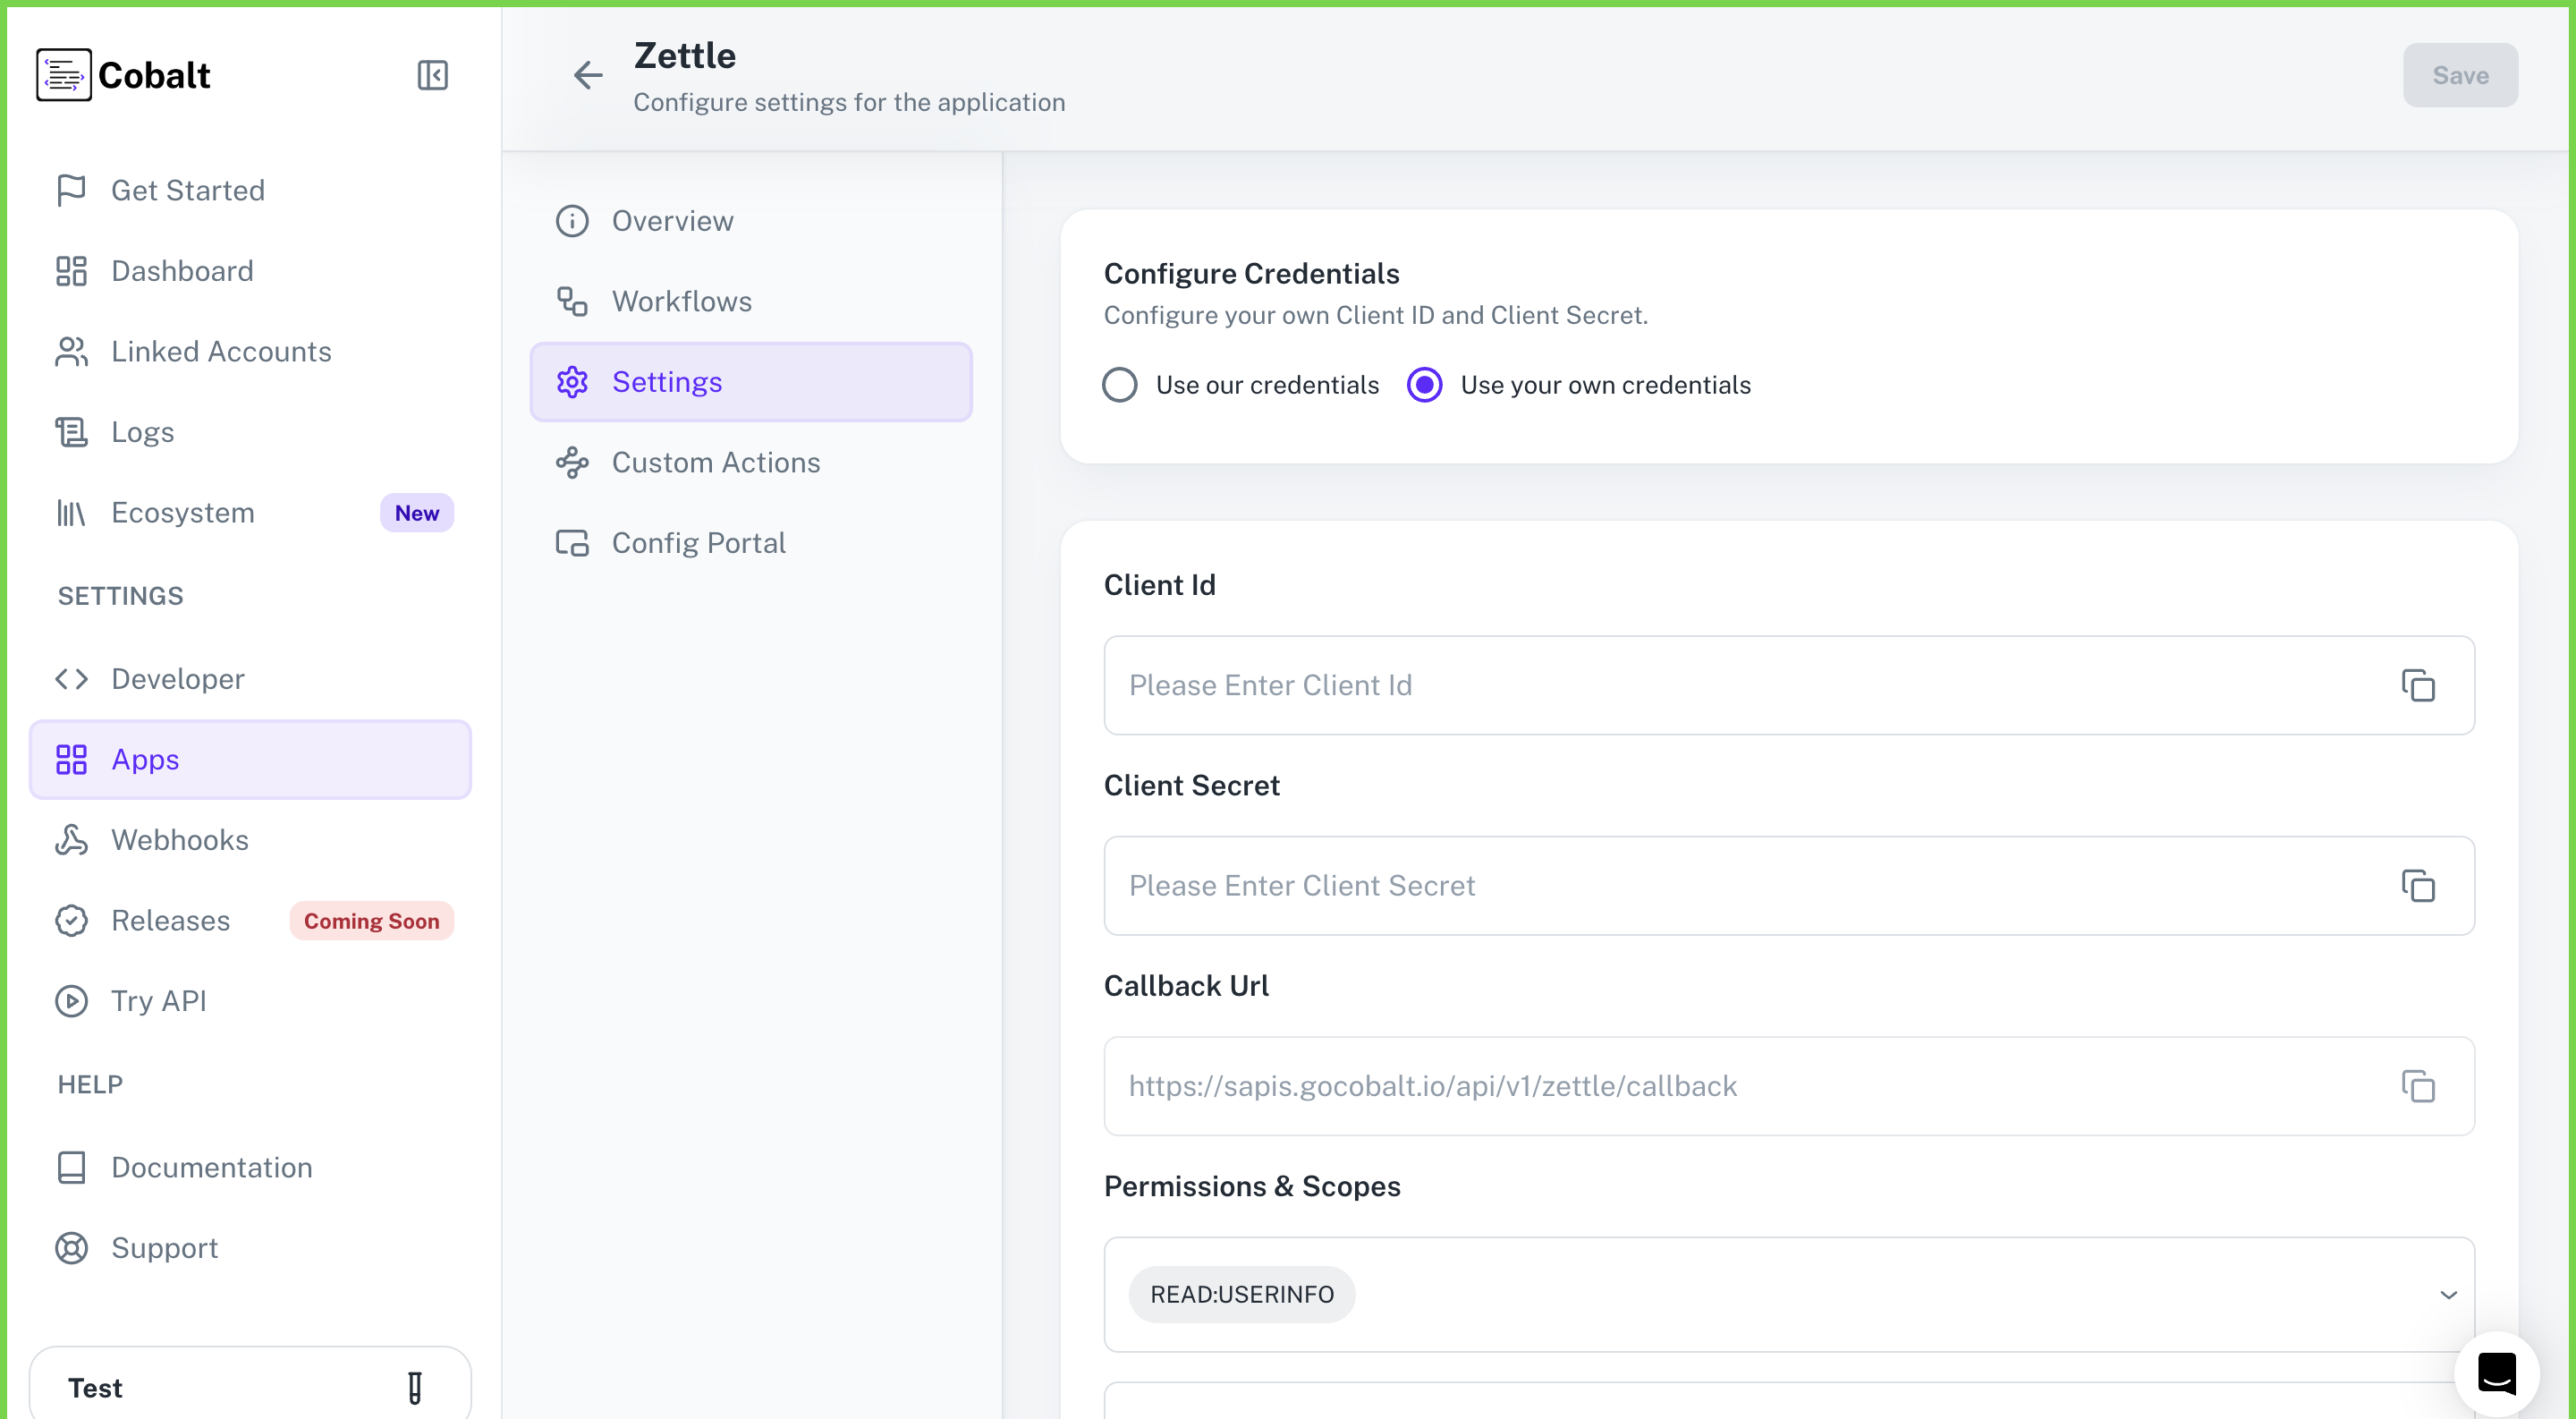 Cobalt
Get Started
Dashboard
Linked Accounts
Logs
Ecosystem New
SETTINGS
Developer
Apps
Webhooks
Releases Coming Soon
Try API
HELP
Documentation
Support
Test
Zettle
Configure settings for the application
Save
Overview
Workflows
Settings
Custom Actions
Config Portal
Configure Credentials
Configure your own Client ID and Client Secret.
Use our credentials Use your own credentials
Client Id
Please Enter Client Id
Client Secret
Please Enter Client Secret
Callback Url
https://sapis.gocobalt.io/api/v1/zettle/callback
Permissions & Scopes
READ:USERINFO